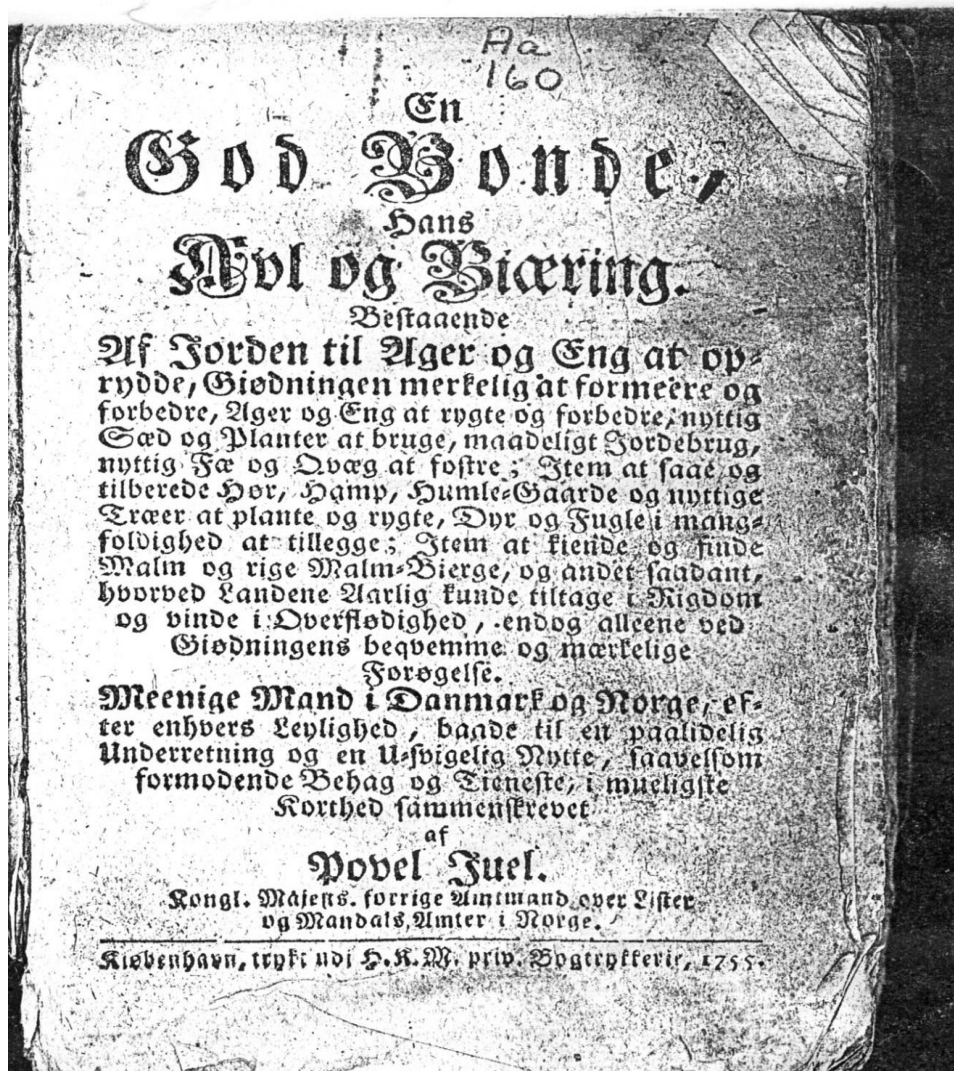 Aa
160
En
God Bonde,
Hans
Avl og Biæring.
Bestaaende
Af Jorden til Ager og Eng at op-
rydde, Giødningen merkelig at formeere og
forbedre, Ager og Eng at rygte og forbedre, nyttig
Sæd og Planter at bruge, maadeligt Jordebrug,
nyttig Fæ og Qvæg at fostre; Item at saae og
tilberede Hør, Hamp, Humle-Gaarde og nyttige
Træer at plante og rygte, Dyr og Fugle i mang-
foldighed at tillegge; Item at kiende og finde
Malm og rige Malm-Bierge, og andet saadant,
hvorved Landene Aarlig kunde tiltage i Rigdom
og vinde i Overflødighed, endog alleene ved
Giødningens beqvemme og mærkelige
Forøgelse.
Meenige Mand i Danmark og Norge, ef-
ter enhvers Leylighed, baade til en paalidelig
Underretning og en U-svigelig Nytte, saavelsom
formodende Behag og Tieneste, i mueligste
Korthed sammenskrevet
af
Povel Juel.
Kongl. Majests. forrige Amtmand over Lister
og Mandals Amter i Norge.
Kiøbenhavn, trykt udi H. K. M. priv. Bogtrykkerie, 1755.